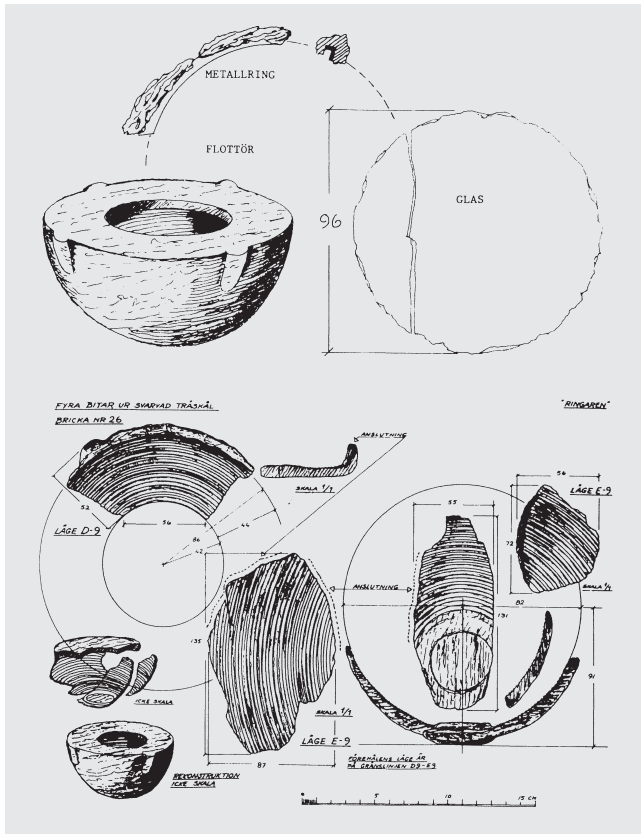 METALLRING
FLOTTÖR
GLAS
96
FYRA BITAR UR SVARVAD TRÄSKÅL
BRICKA NR 26
"RINGAREN"
ANSLUTNING
SKALA 1/1
52
LÄGE D-9
56
86
44
42
55
56
LÄGE E-9
72
SKALA 1/1
82
ANSLUTNING
135
131
91
ICKE SKALA
SKALA 1/1
LÄGE E-9
87
REKONSTRUKTION
ICKE SKALA
FÖREMÅLENS LÄGE ÄR
PÅ GRÄNSLINIEN D9-E9
5
10
15 CM